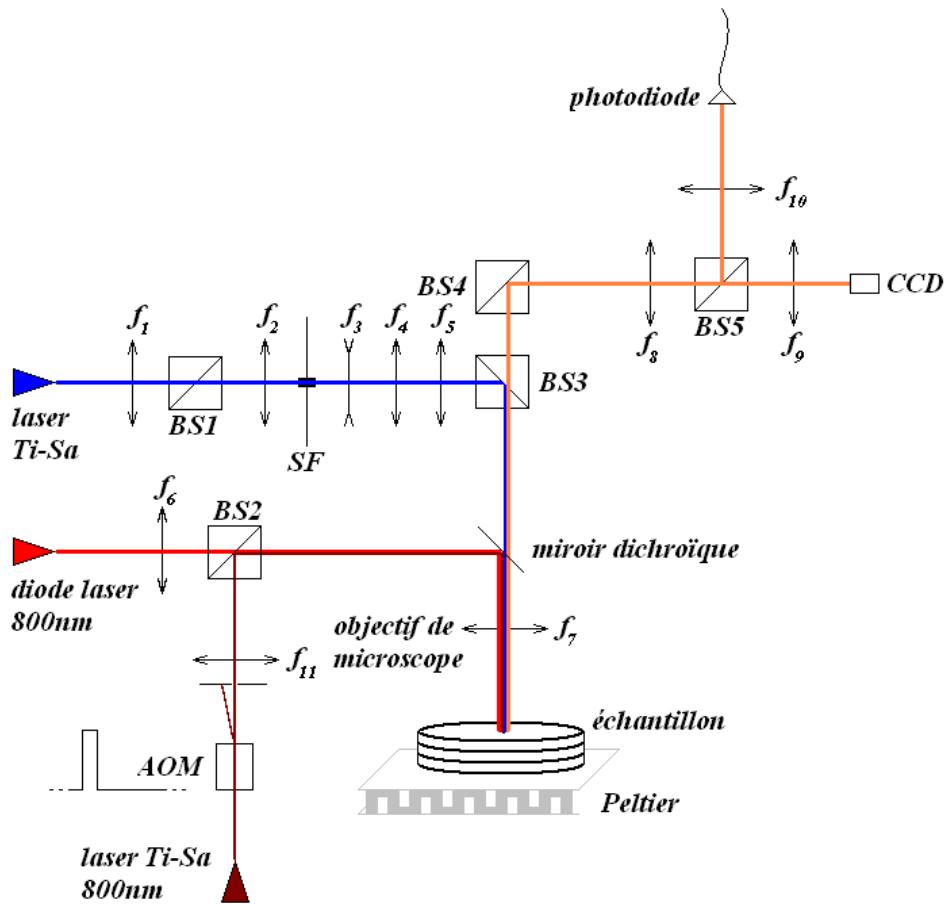 photodiode
f10
BS4
CCD
BS5
f8
f9
f1
f2
f3
f4
f5
BS3
laser
Ti-Sa
BS1
SF
f6
BS2
miroir dichroïque
diode laser
800nm
objectif de
microscope
f7
f11
échantillon
AOM
Peltier
laser Ti-Sa
800nm